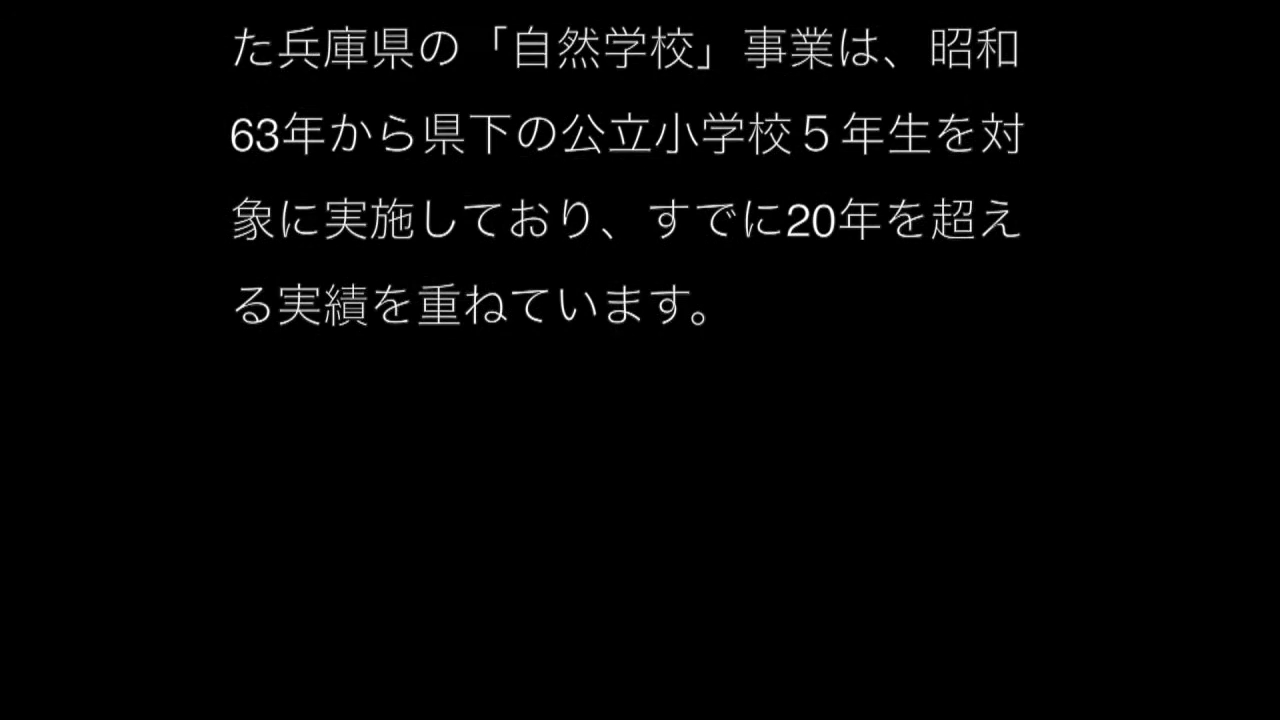 た兵庫県の「自然学校」事業は、昭和
63年から県下の公立小学校５年生を対
象に実施しており、すでに20年を超え
る実績を重ねています。